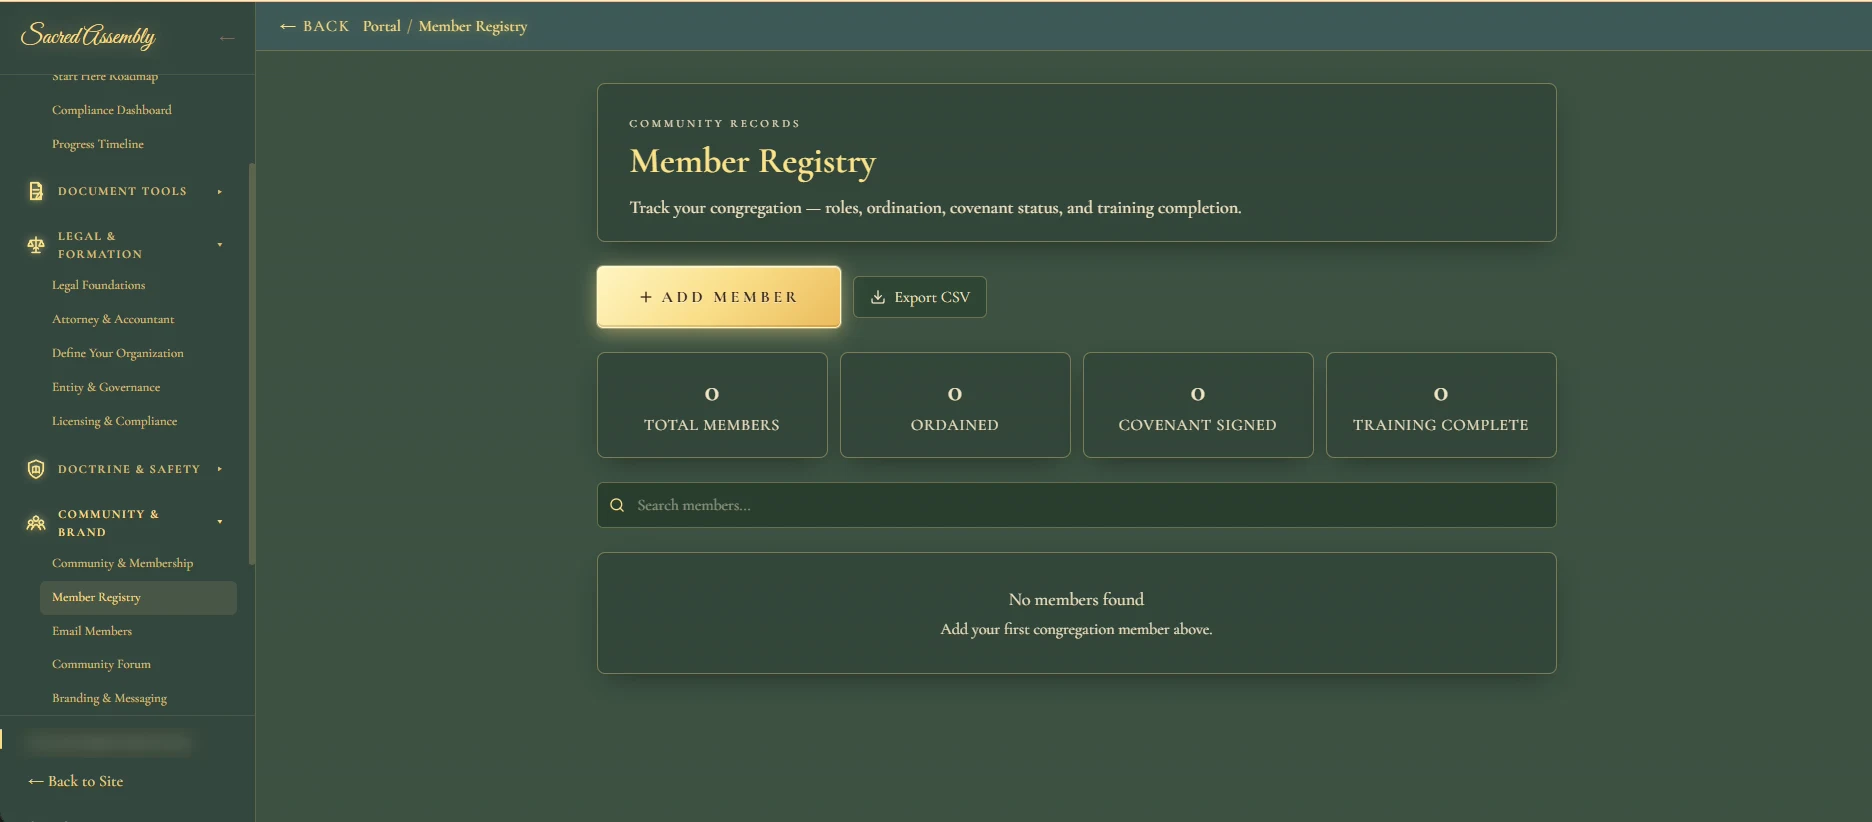 Sacred Assembly
←
Start Here Roadmap
Compliance Dashboard
Progress Timeline
DOCUMENT TOOLS
LEGAL &
FORMATION
Legal Foundations
Attorney & Accountant
Define Your Organization
Entity & Governance
Licensing & Compliance
DOCTRINE & SAFETY
COMMUNITY &
BRAND
Community & Membership
Member Registry
Email Members
Community Forum
Branding & Messaging
← Back to Site
← BACK Portal / Member Registry
COMMUNITY RECORDS
Member Registry
Track your congregation — roles, ordination, covenant status, and training completion.
+ ADD MEMBER
Export CSV
0
TOTAL MEMBERS
0
ORDAINED
0
COVENANT SIGNED
0
TRAINING COMPLETE
Search members...
No members found
Add your first congregation member above.